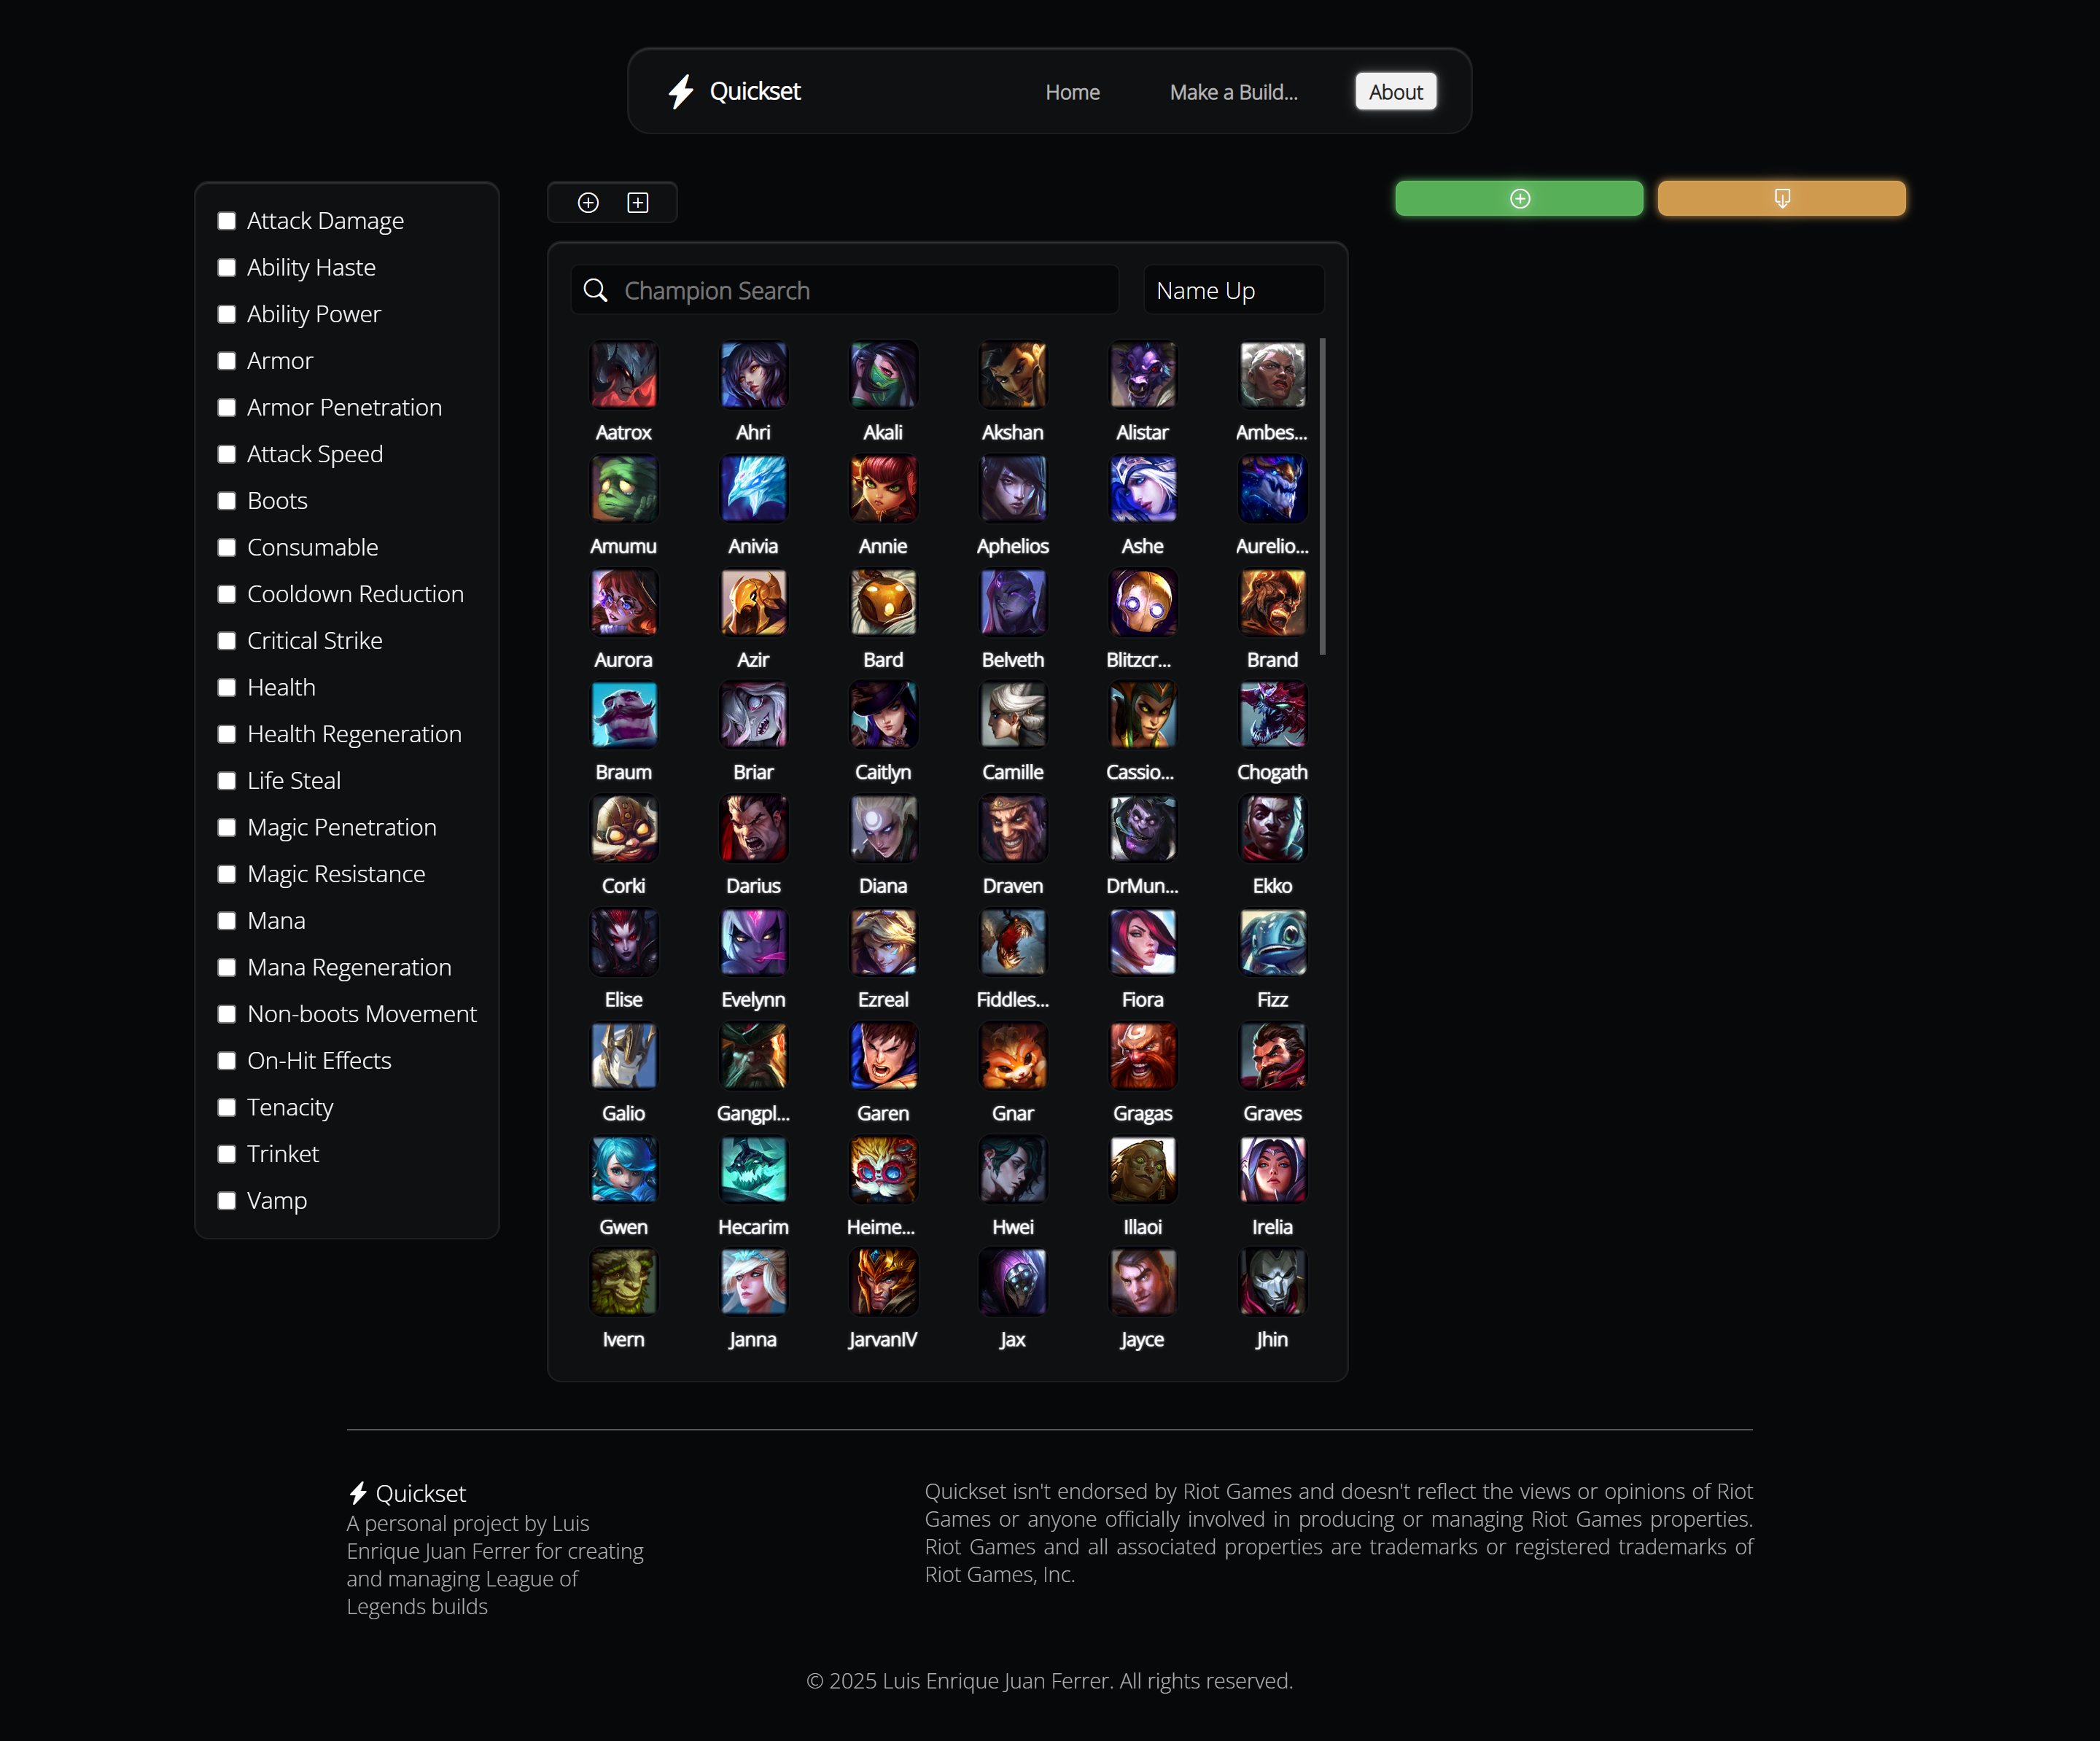 Quickset
Home
Make a Build...
About
Attack Damage
Ability Haste
Ability Power
Armor
Armor Penetration
Attack Speed
Boots
Consumable
Cooldown Reduction
Critical Strike
Health
Health Regeneration
Life Steal
Magic Penetration
Magic Resistance
Mana
Mana Regeneration
Non-boots Movement
On-Hit Effects
Tenacity
Trinket
Vamp
Champion Search
Name Up
Aatrox Ahri Akali Akshan Alistar Ambes...
Amumu Anivia Annie Aphelios Ashe Aurelio...
Aurora Azir Bard Belveth Blitzcr... Brand
Braum Briar Caitlyn Camille Cassio... Chogath
Corki Darius Diana Draven DrMun... Ekko
Elise Evelynn Ezreal Fiddles... Fiora Fizz
Galio Gangpl... Garen Gnar Gragas Graves
Gwen Hecarim Heime... Hwei Illaoi Irelia
Ivern Janna JarvanIV Jax Jayce Jhin
Quickset
A personal project by Luis
Enrique Juan Ferrer for creating
and managing League of
Legends builds
Quickset isn't endorsed by Riot Games and doesn't reflect the views or opinions of Riot
Games or anyone officially involved in producing or managing Riot Games properties.
Riot Games and all associated properties are trademarks or registered trademarks of
Riot Games, Inc.
© 2025 Luis Enrique Juan Ferrer. All rights reserved.